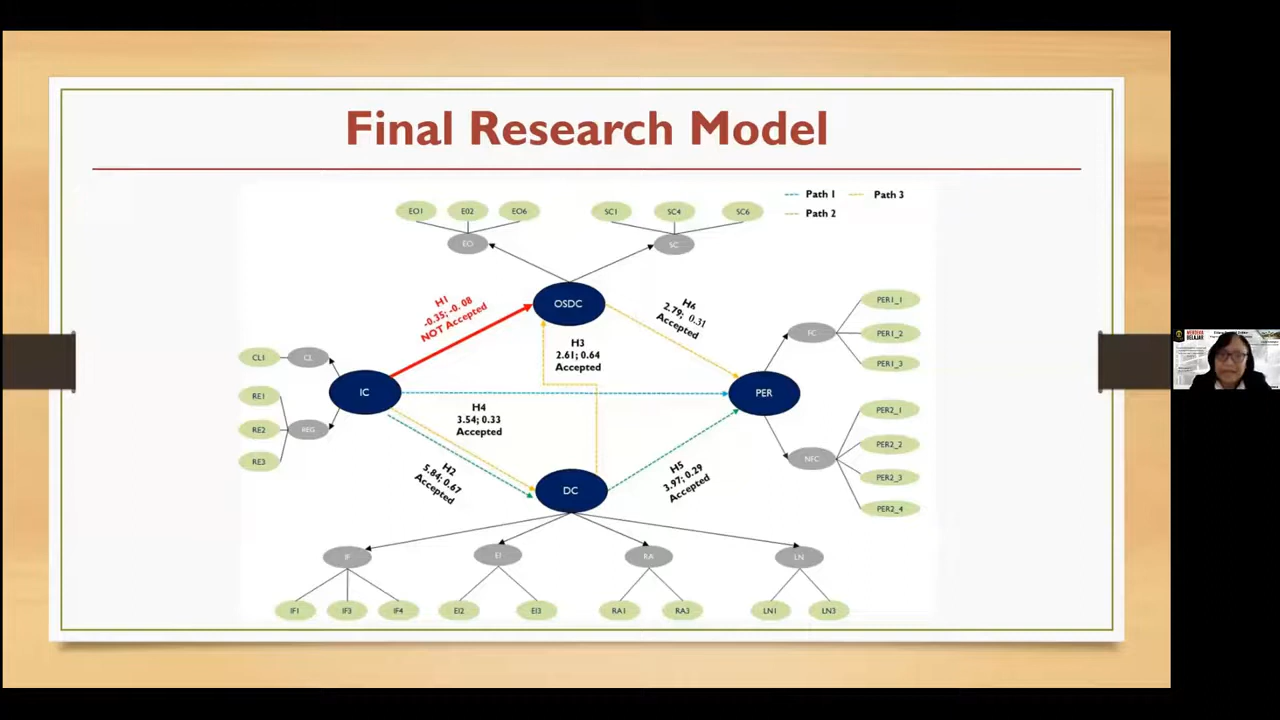 Final Research Model
Path 1
Path 3
Path 2
EO1
E02
EO6
SC1
SC4
SC6
EO
SC
H1
-0.35; -0. 08
NOT Accepted
OSDC
H6
2.79; 0.31
Accepted
PER1_1
FC
PER1_2
PER1_3
H3
2.61; 0.64
Accepted
CL1
CL
IC
PER
RE1
RE2
REG
RE3
H4
3.54; 0.33
Accepted
PER2_1
PER2_2
NFC
PER2_3
PER2_4
H2
5.84; 0.67
Accepted
DC
H5
3.97; 0.29
Accepted
IF
EI
RA
LN
IF1
IF3
IF4
EI2
EI3
RA1
RA3
LN1
LN3
MERDEKA
BELAJAR